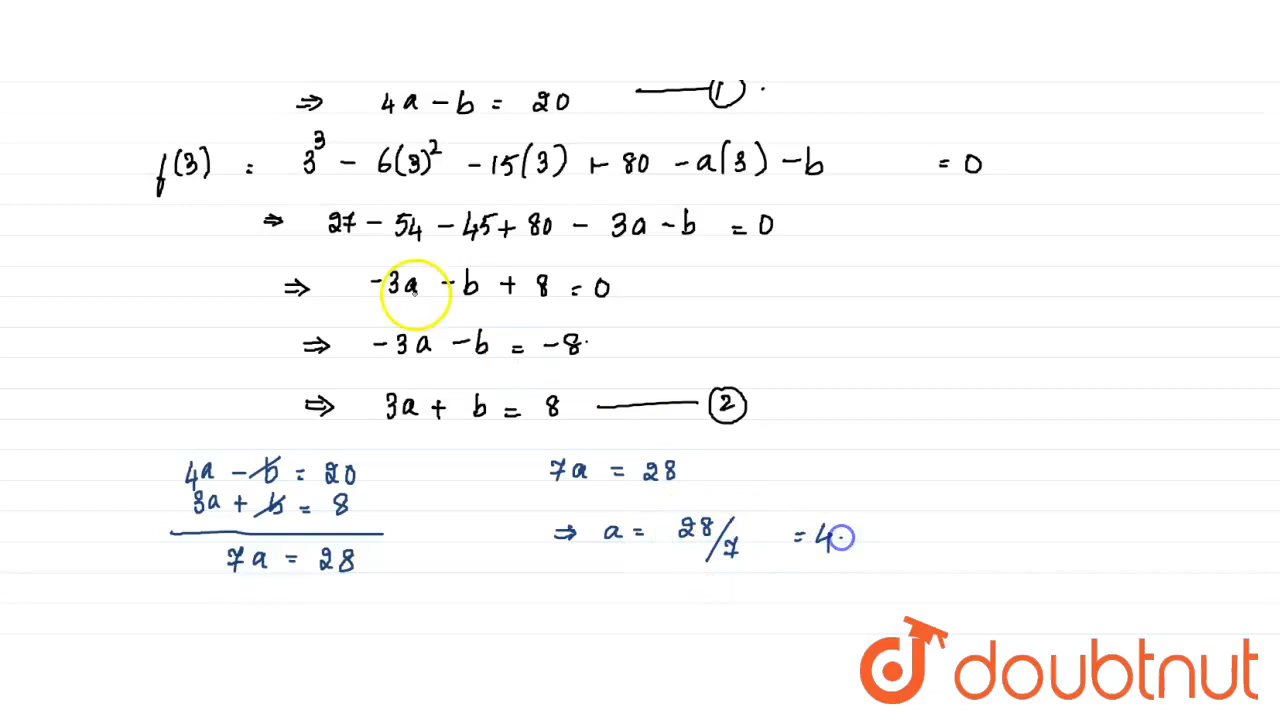 ⇒ 4a - b = 20 ——— ①.
f(3) = 3³ - 6(3)² - 15(3) + 80 - a(3) - b = 0
⇒ 27 - 54 - 45 + 80 - 3a - b = 0
⇒ -3a - b + 8 = 0
⇒ -3a - b = -8.
⇒ 3a + b = 8 ——— ②
4a - b = 20
3a + b = 8
7a = 28
7a = 28
⇒ a = 28/7 = 4.
doubtnut